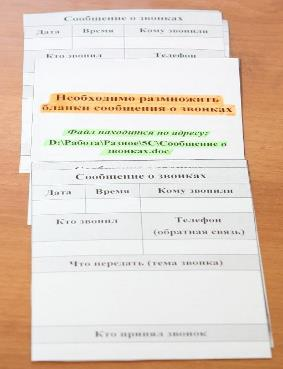 Сообщение о звонках
Дата Время Кому звонили
Кто звонил Телефон
Необходимо размножить
бланки сообщения о звонках
Файл находится по адресу:
D:\Работа\Разное\SC\Сообщение о
звонках.doc
Сообщение о звонках
Дата Время Кому звонили
Кто звонил Телефон
(обратная связь)
Что передать (тема звонка)
Кто принял звонок